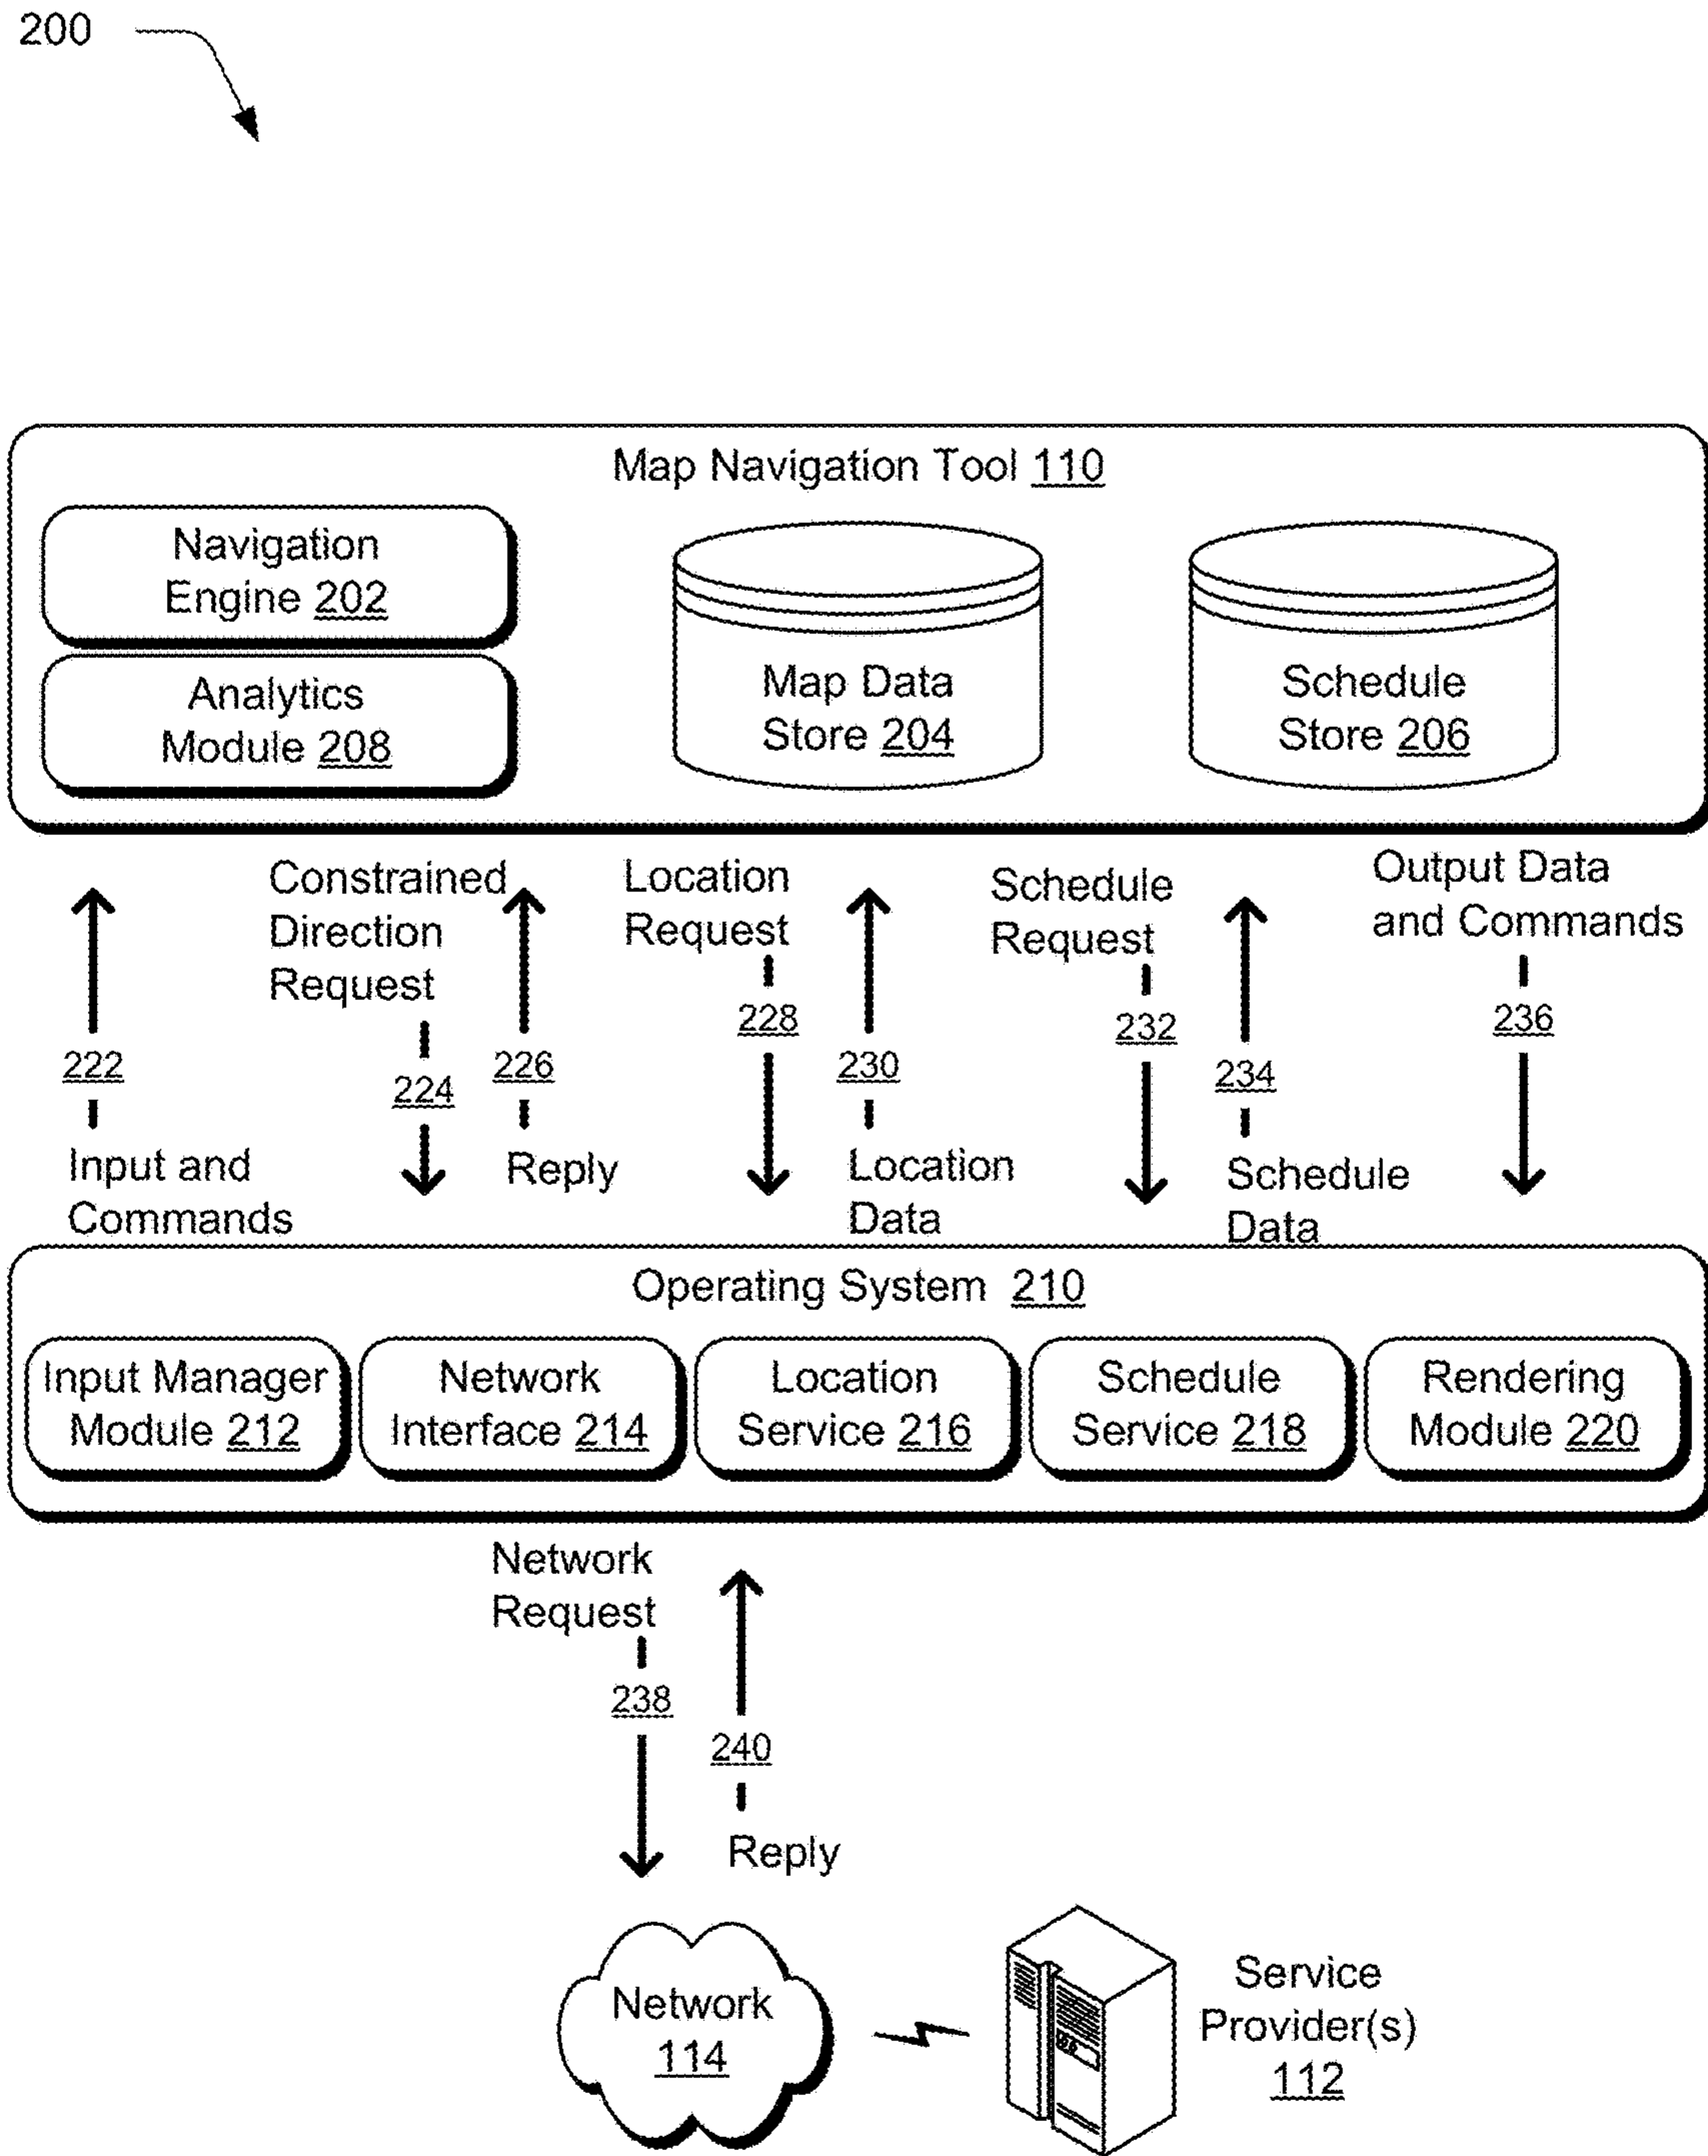 200
Map Navigation Tool 110
Navigation
Engine 202
Analytics
Module 208
Map Data
Store 204
Schedule
Store 206
222
Input and
Commands
Constrained
Direction
Request
224
226
Reply
Location
Request
228
230
Location
Data
Schedule
Request
232
234
Schedule
Data
Output Data
and Commands
236
Operating System 210
Input Manager
Module 212
Network
Interface 214
Location
Service 216
Schedule
Service 218
Rendering
Module 220
Network
Request
238
240
Reply
Network
114
Service
Provider(s)
112